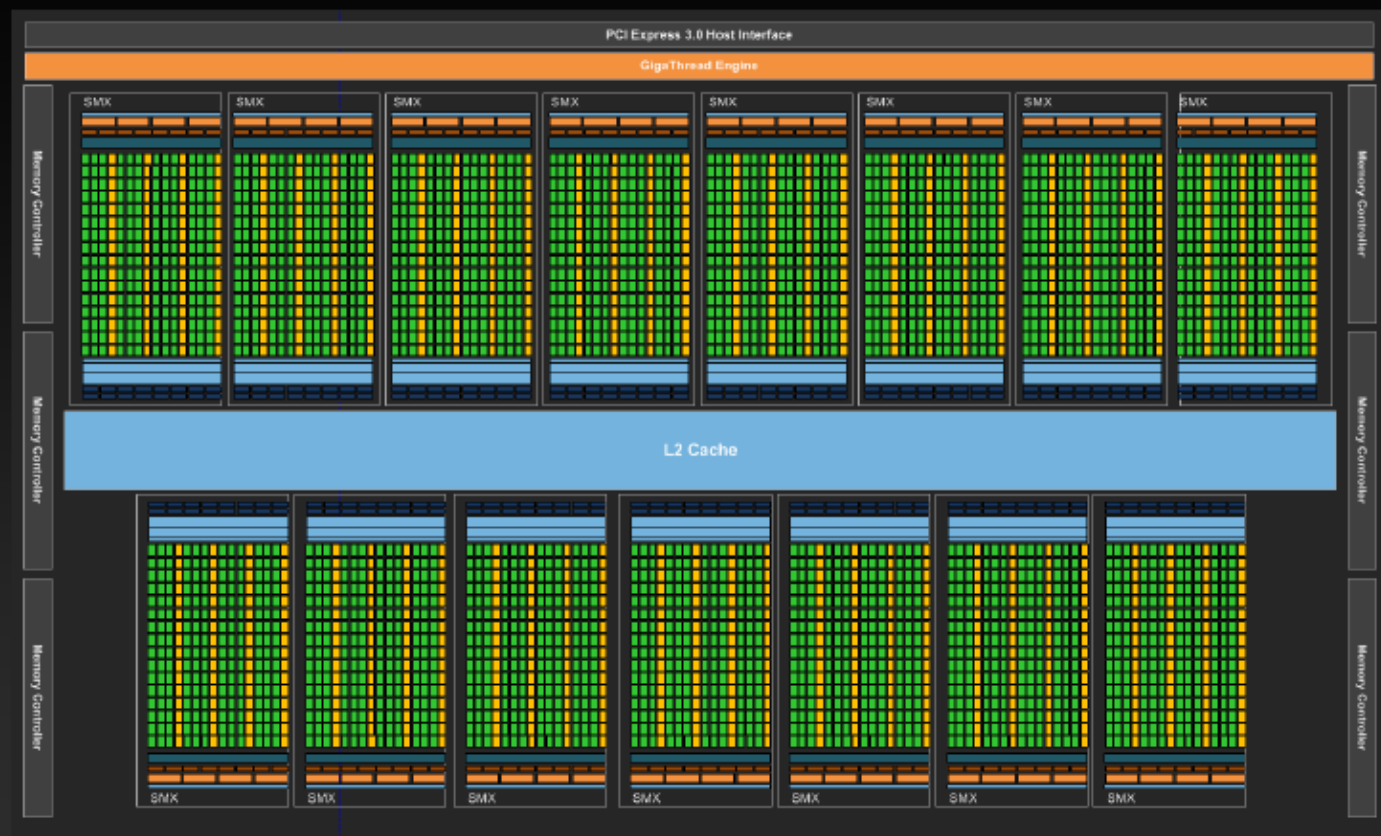 PCI Express 3.0 Host Interface
GigaThread Engine
SMX
SMX
SMX
SMX
SMX
SMX
SMX
SMX
Memory Controller
Memory Controller
L2 Cache
Memory Controller
Memory Controller
Memory Controller
Memory Controller
SMX
SMX
SMX
SMX
SMX
SMX
SMX